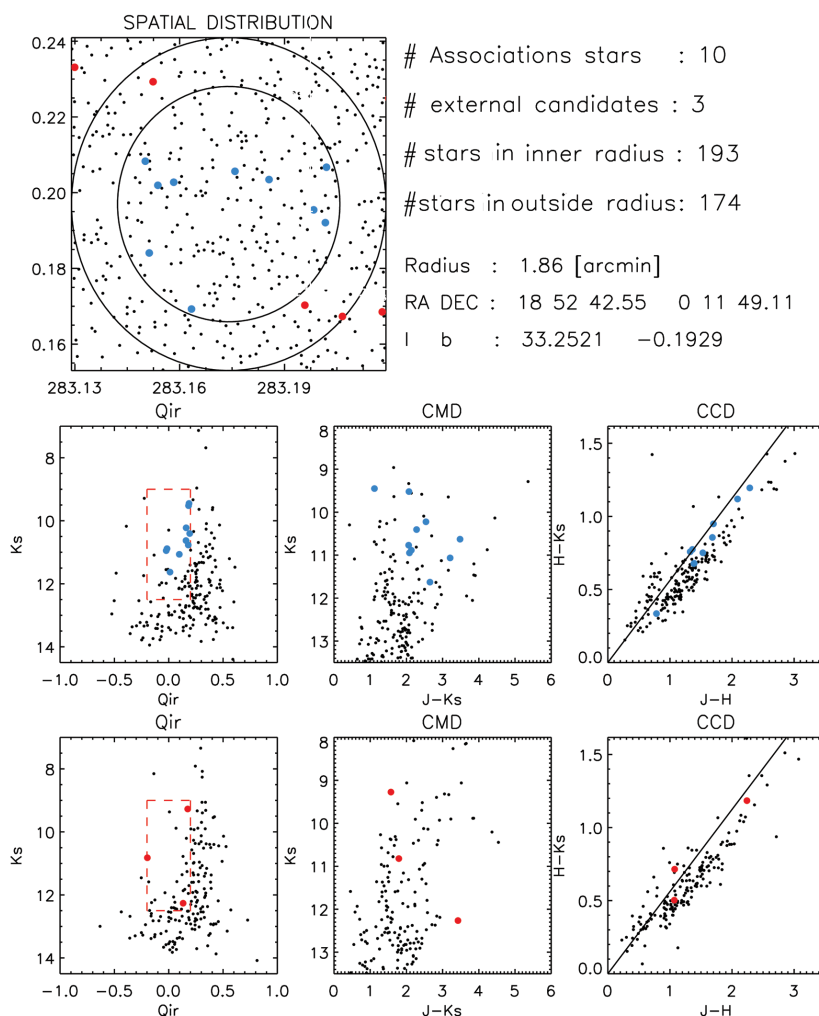 SPATIAL DISTRIBUTION
0.24
0.22
0.20
0.18
0.16
283.13 283.16 283.19
# Associations stars : 10
# external candidates : 3
# stars in inner radius : 193
#stars in outside radius: 174
Radius : 1.86 [arcmin]
RA DEC : 18 52 42.55 0 11 49.11
l b : 33.2521 −0.1929
Qir
Ks
8
10
12
14
−1.0 −0.5 0.0 0.5 1.0
Qir
CMD
Ks
8
9
10
11
12
13
0 1 2 3 4 5 6
J−Ks
CCD
H−Ks
1.5
1.0
0.5
0.0
0 1 2 3
J−H
Qir
Ks
8
10
12
14
−1.0 −0.5 0.0 0.5 1.0
Qir
CMD
Ks
8
9
10
11
12
13
0 1 2 3 4 5 6
J−Ks
CCD
H−Ks
1.5
1.0
0.5
0.0
0 1 2 3
J−H